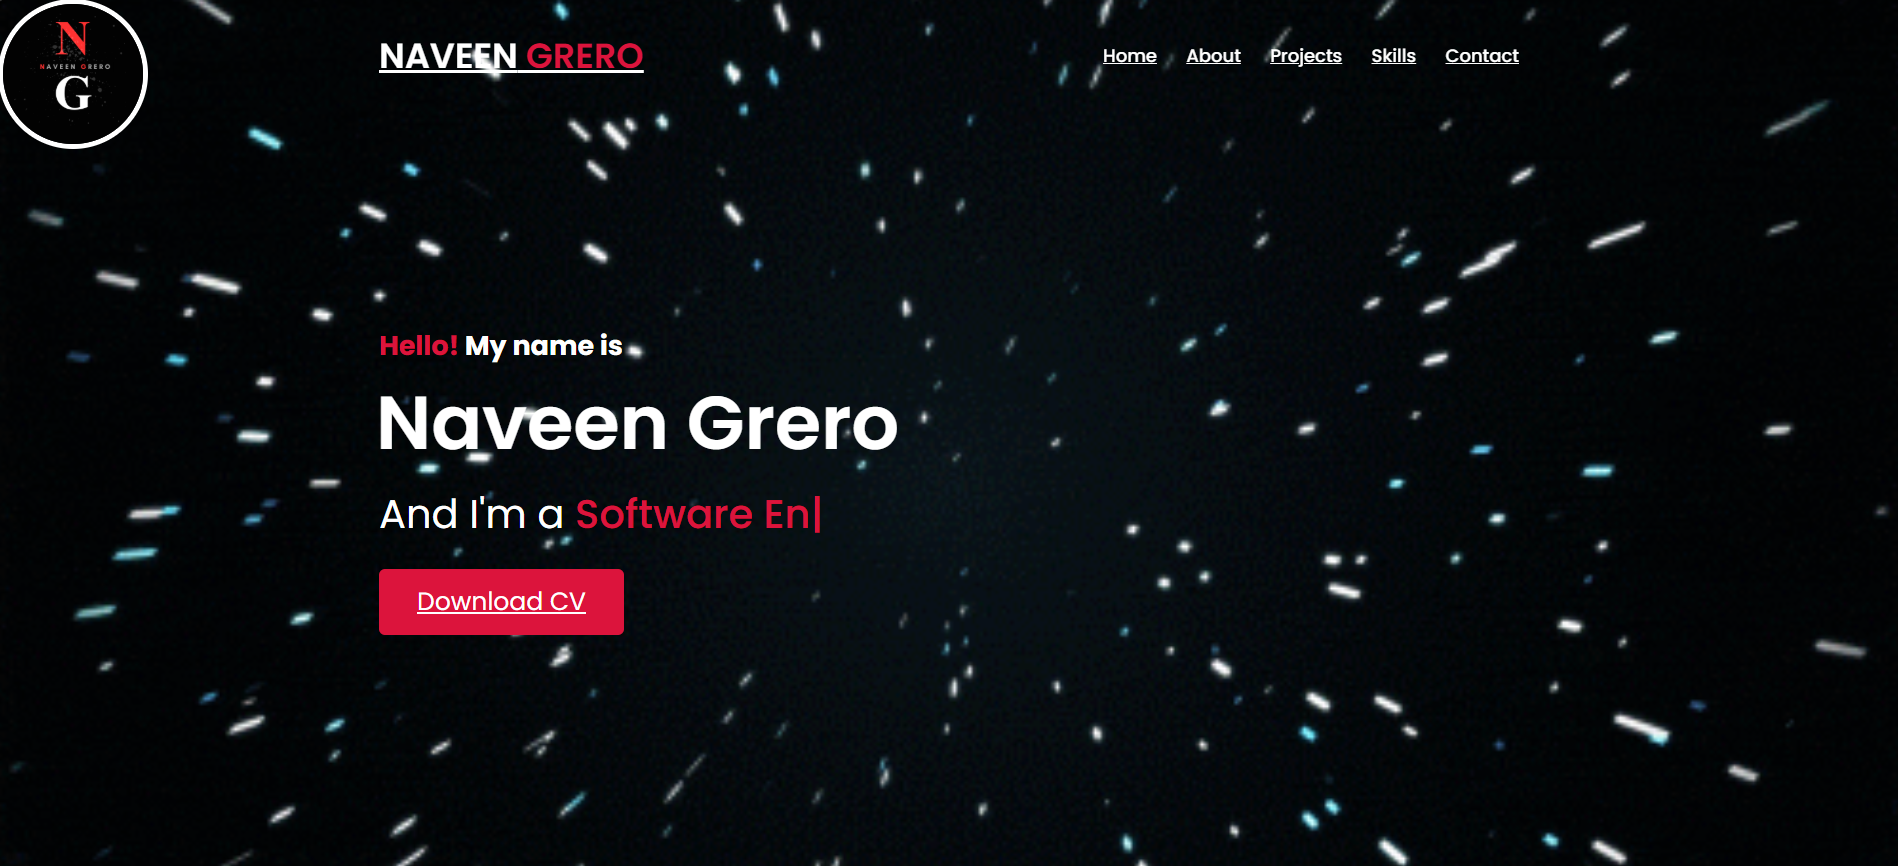 N
NAVEEN GRERO
G
NAVEEN GRERO
Home About Projects Skills Contact
Hello! My name is
Naveen Grero
And I'm a Software En|
Download CV